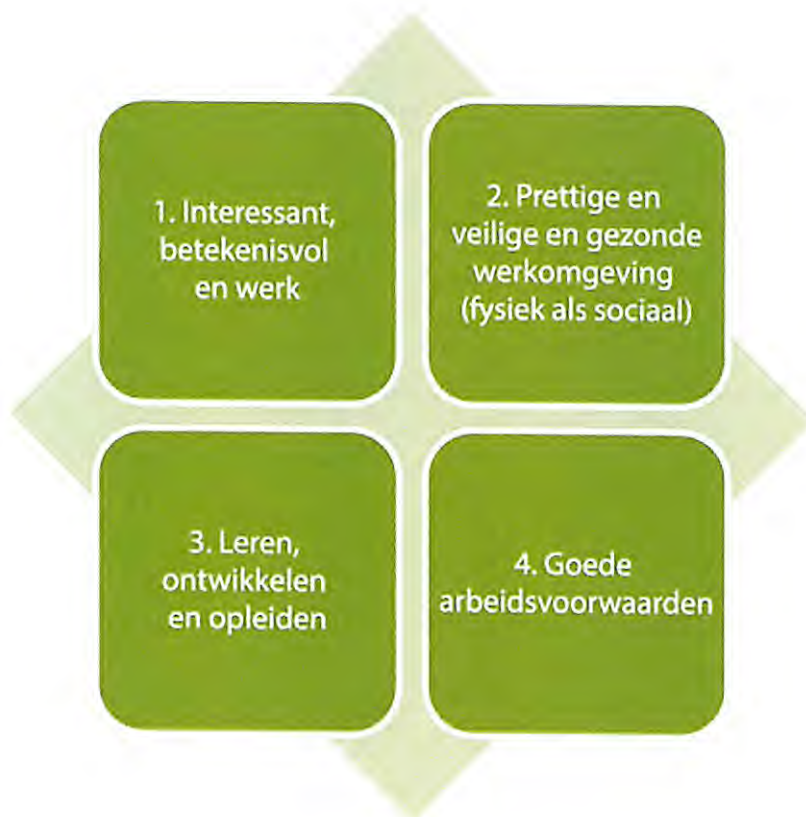 1. Interessant,
betekenisvol
en werk
2. Prettige en
veilige en gezonde
werkomgeving
(fysiek als sociaal)
3. Leren,
ontwikkelen
en opleiden
4. Goede
arbeidsvoorwaarden